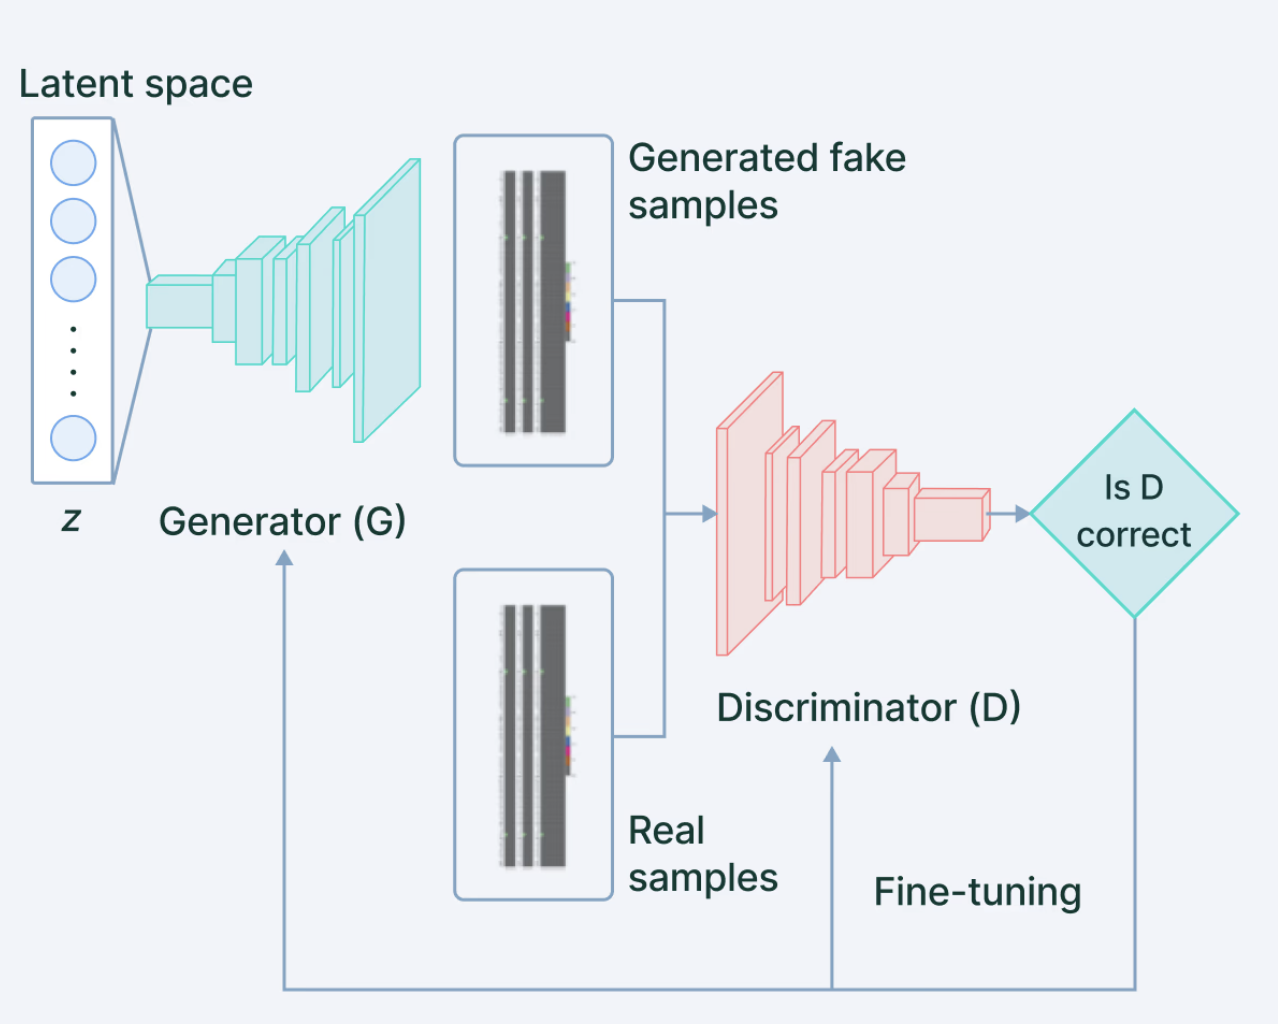 Latent space
z
Generator (G)
Generated fake
samples
Real
samples
Discriminator (D)
Is D
correct
Fine-tuning